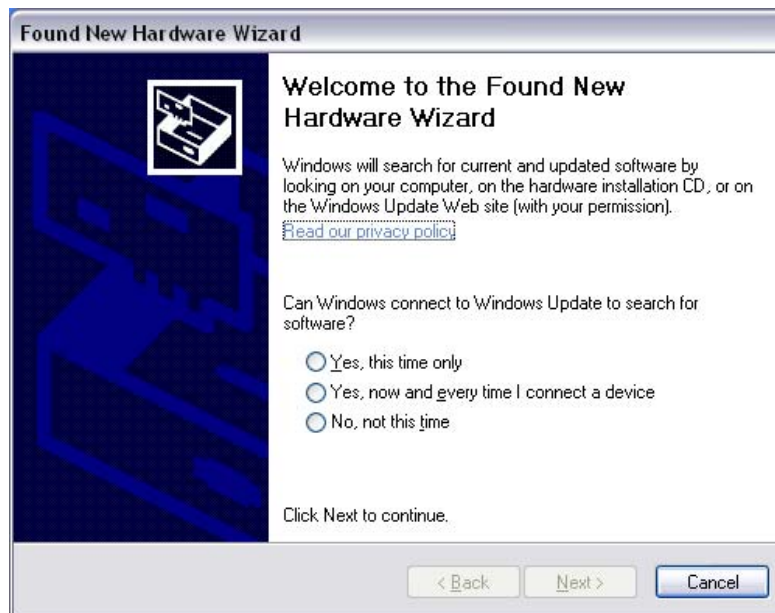 Found New Hardware Wizard
Welcome to the Found New
Hardware Wizard
Windows will search for current and updated software by
looking on your computer, on the hardware installation CD, or on
the Windows Update Web site (with your permission).
Read our privacy policy
Can Windows connect to Windows Update to search for
software?
Yes, this time only
Yes, now and every time I connect a device
No, not this time
Click Next to continue.
< Back
Next >
Cancel